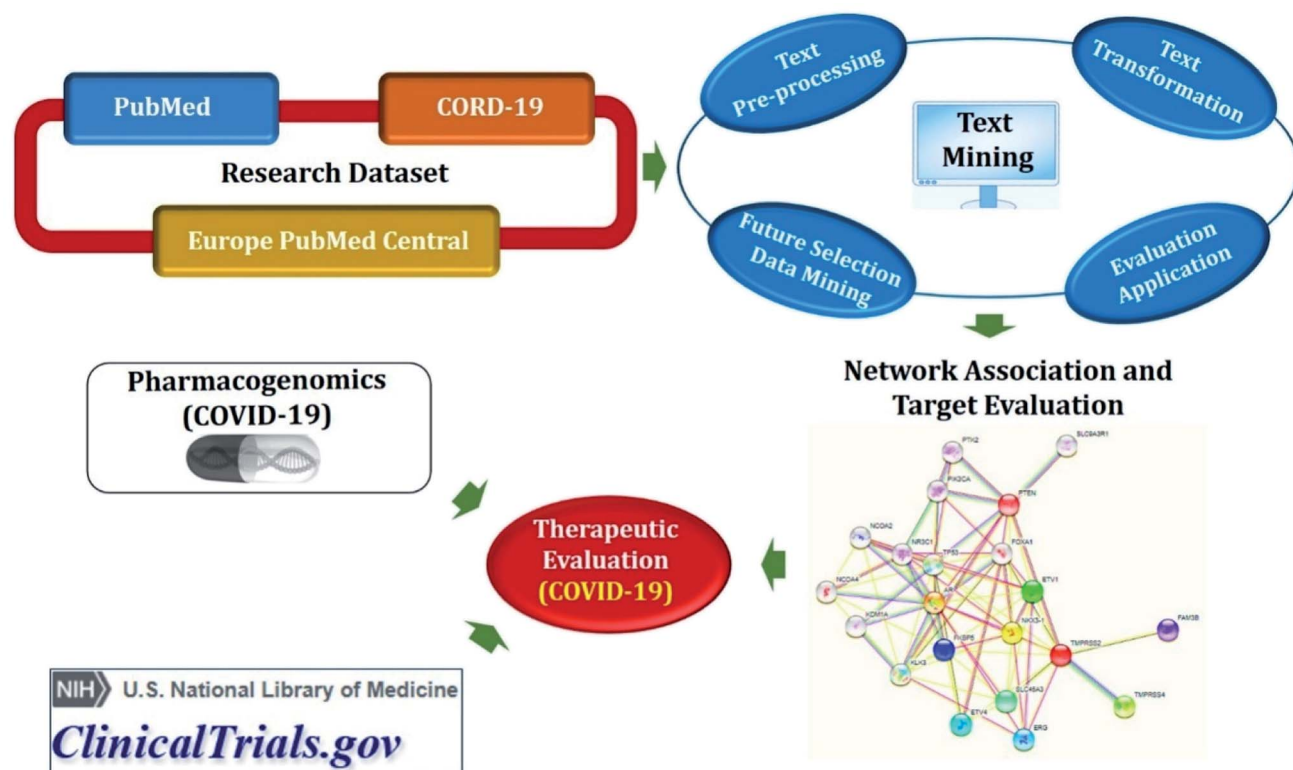 PubMed
CORD-19
Research Dataset
Europe PubMed Central
Text
Pre-processing
Text
Transformation
Text
Mining
Future Selection
Data Mining
Evaluation
Application
Pharmacogenomics
(COVID-19)
Network Association and
Target Evaluation
Therapeutic
Evaluation
(COVID-19)
PTK2
SLC9A3R1
PIK3CA
PTEN
NCOA2
NR3C1
TP53
FOXA1
NCOA4
AR
ETV1
KDM1A
NKX3-1
FAM3B
FKBP5
TMPRSS2
KLK3
SLC45A3
TMPRSS4
ETV4
ERG
NIH U.S. National Library of Medicine
ClinicalTrials.gov